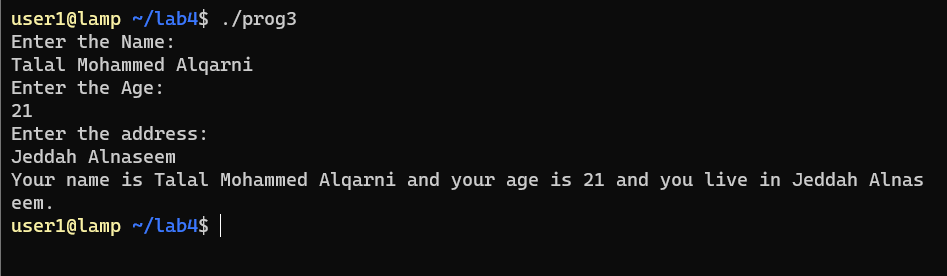 user1@lamp ~/lab4$ ./prog3
Enter the Name:
Talal Mohammed Alqarni
Enter the Age:
21
Enter the address:
Jeddah Alnaseem
Your name is Talal Mohammed Alqarni and your age is 21 and you live in Jeddah Alnas
eem.
user1@lamp ~/lab4$